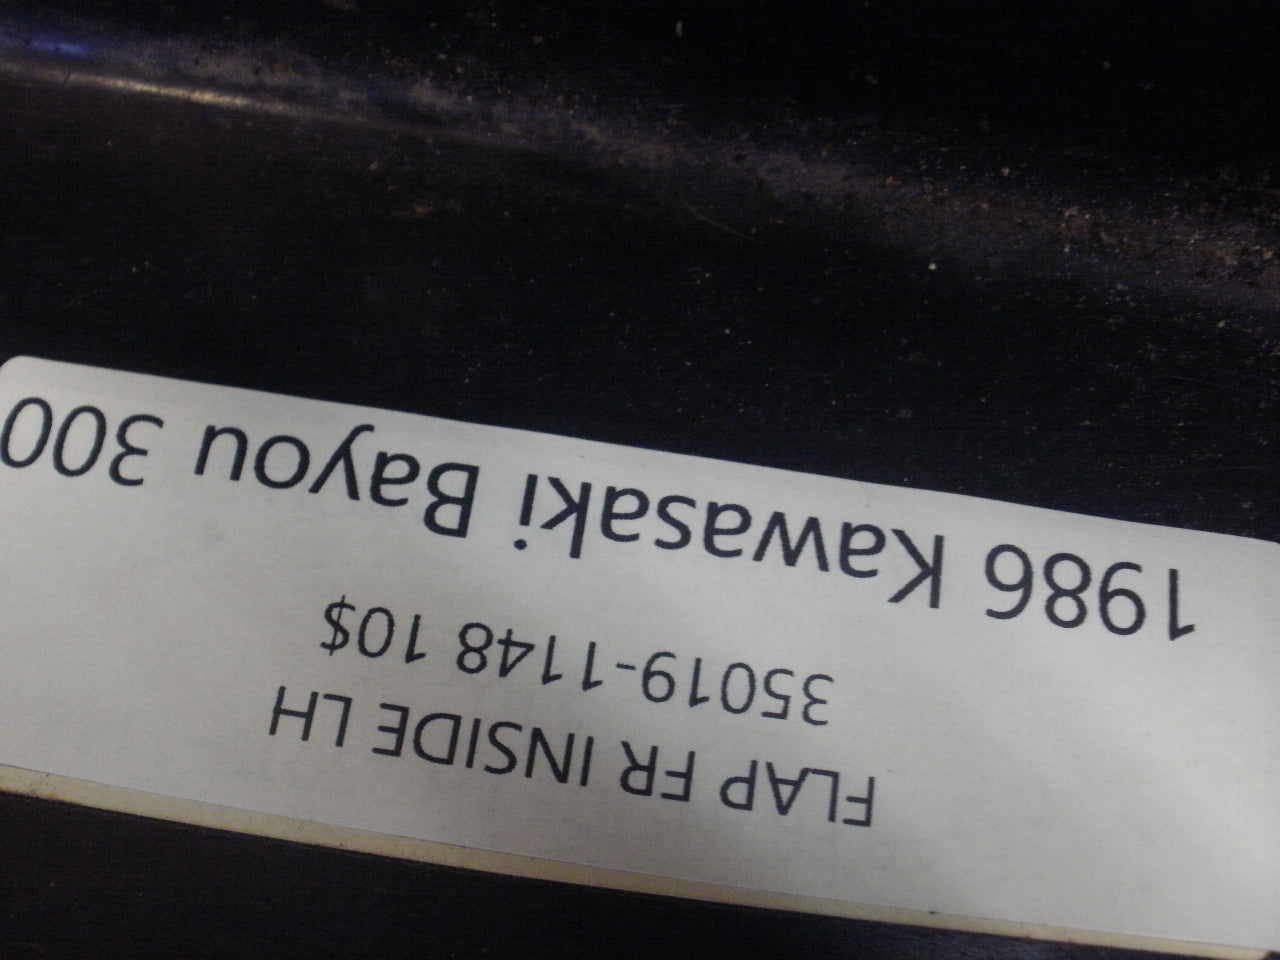 FLAP FR INSIDE LH
35019-1148 10$
1986 Kawasaki Bayou 300